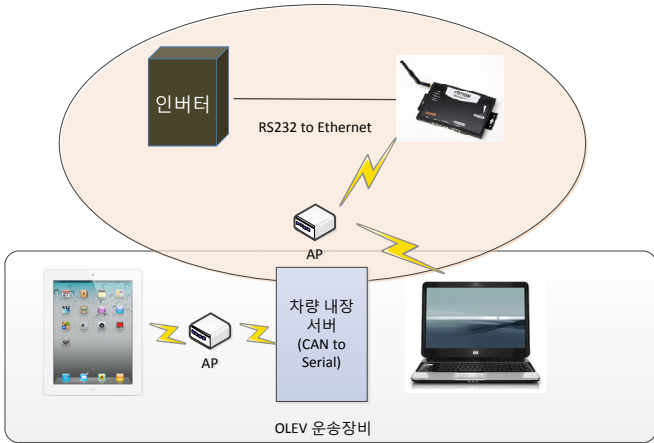 인버터
RS232 to Ethernet
AP
차량 내장
서버
(CAN to
Serial)
AP
OLEV 운송장비